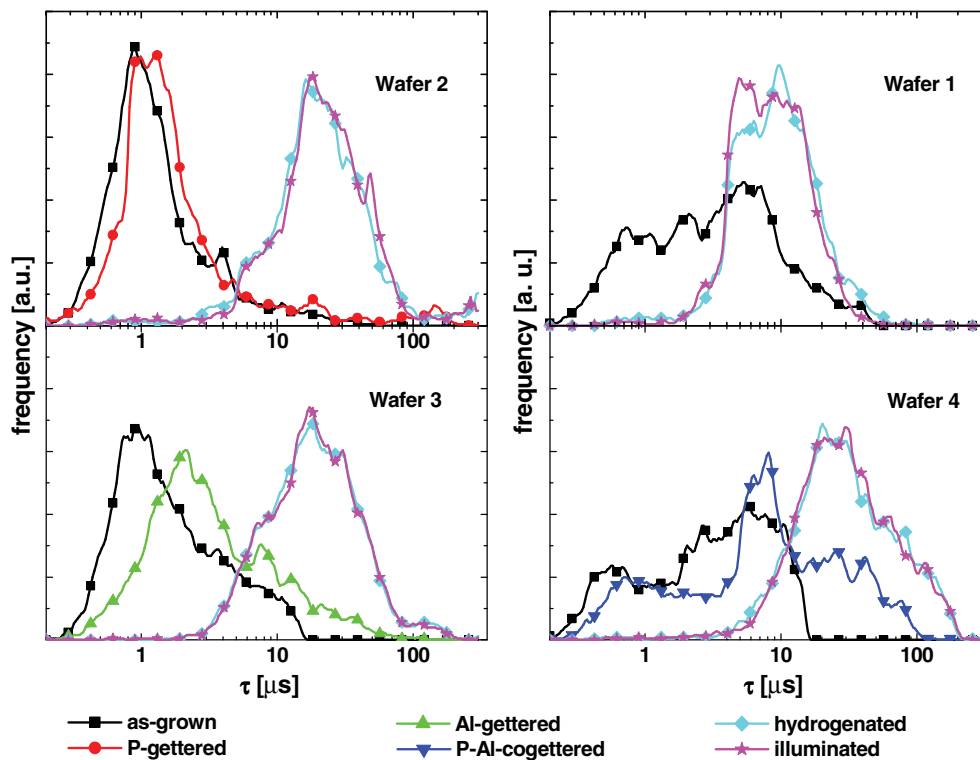 Wafer 2
Wafer 1
frequency [a.u.]
frequency [a. u.]
1 10 100
1 10 100
Wafer 3
Wafer 4
τ [μs]
τ [μs]
as-grown
Al-gettered
hydrogenated
P-gettered
P-Al-cogettered
illuminated